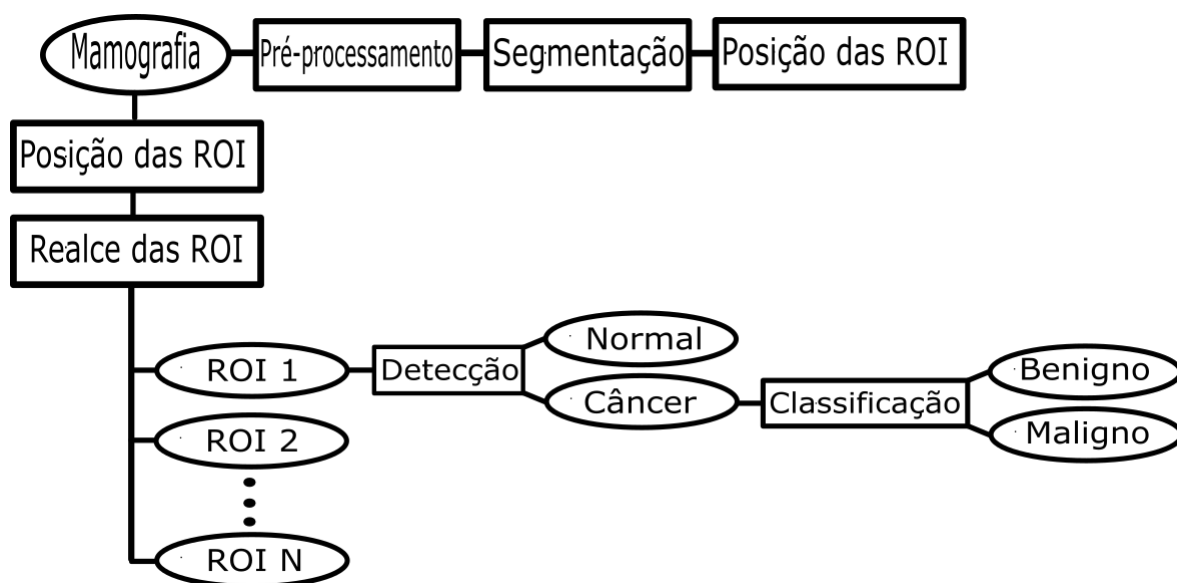 Mamografia
Pré-processamento
Segmentação
Posição das ROI
Posição das ROI
Realce das ROI
ROI 1
Detecção
Normal
Câncer
Classificação
Benigno
Maligno
ROI 2
ROI N